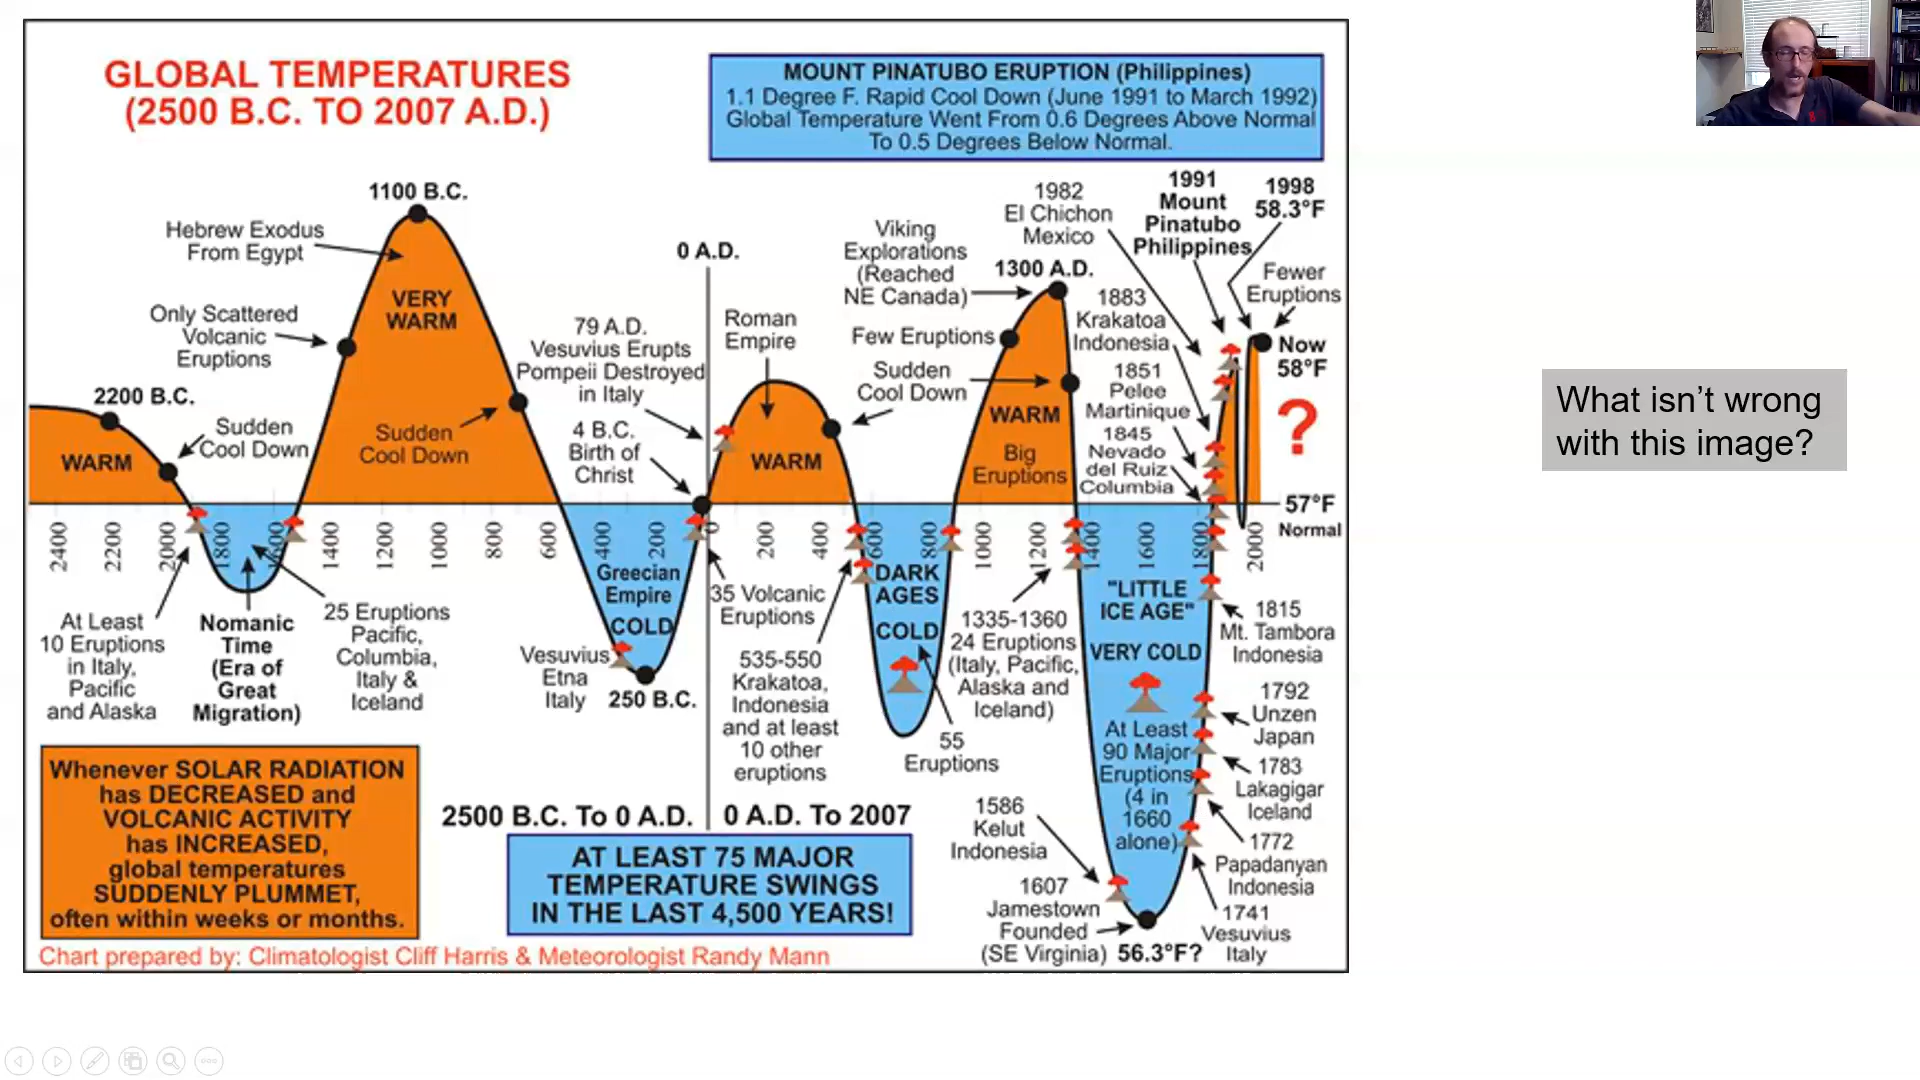 GLOBAL TEMPERATURES
(2500 B.C. TO 2007 A.D.)
MOUNT PINATUBO ERUPTION (Philippines)
1.1 Degree F. Rapid Cool Down (June 1991 to March 1992)
Global Temperature Went From 0.6 Degrees Above Normal
To 0.5 Degrees Below Normal.
2200 B.C.
WARM
Sudden
Cool Down
Only Scattered
Volcanic
Eruptions
Hebrew Exodus
From Egypt
1100 B.C.
VERY
WARM
Sudden
Cool Down
79 A.D.
Vesuvius Erupts
Pompeii Destroyed
in Italy
4 B.C.
Birth of
Christ
0 A.D.
Roman
Empire
WARM
Viking
Explorations
(Reached
NE Canada)
Few Eruptions
Sudden
Cool Down
1300 A.D.
WARM
Big
Eruptions
1982
El Chichon
Mexico
1883
Krakatoa
Indonesia
1851
Pelee
Martinique
1845
Nevado
del Ruiz
Columbia
1991
Mount
Pinatubo
Philippines
1998
58.3°F
Fewer
Eruptions
Now
58°F
?
57°F
Normal
2400 2200 2000 1800 1600 1400 1200 1000 800 600 400 200 0 200 400 600 800 1000 1200 1400 1600 1800 2000
At Least
10 Eruptions
in Italy,
Pacific
and Alaska
Nomanic
Time
(Era of
Great
Migration)
25 Eruptions
Pacific,
Columbia,
Italy &
Iceland
Greecian
Empire
COLD
Vesuvius
Etna
Italy
250 B.C.
35 Volcanic
Eruptions
535-550
Krakatoa,
Indonesia
and at least
10 other
eruptions
DARK
AGES
COLD
55
Eruptions
1335-1360
24 Eruptions
(Italy, Pacific,
Alaska and
Iceland)
"LITTLE
ICE AGE"
VERY COLD
At Least
90 Major
Eruptions
(4 in
1660
alone)
1815
Mt. Tambora
Indonesia
1792
Unzen
Japan
1783
Lakagigar
Iceland
1772
Papadanyan
Indonesia
1741
Vesuvius
Italy
1586
Kelut
Indonesia
1607
Jamestown
Founded
(SE Virginia)
56.3°F?
Whenever SOLAR RADIATION
has DECREASED and
VOLCANIC ACTIVITY
has INCREASED,
global temperatures
SUDDENLY PLUMMET,
often within weeks or months.
2500 B.C. To 0 A.D.
0 A.D. To 2007
AT LEAST 75 MAJOR
TEMPERATURE SWINGS
IN THE LAST 4,500 YEARS!
Chart prepared by: Climatologist Cliff Harris & Meteorologist Randy Mann
What isn't wrong
with this image?